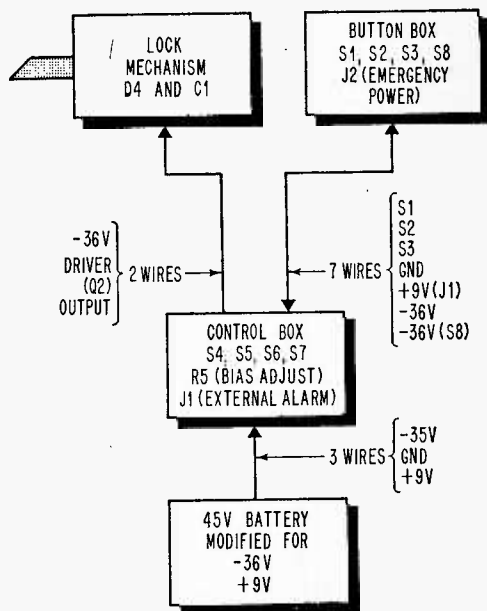 LOCK
MECHANISM
D4 AND C1
BUTTON BOX
S1, S2, S3, S8
J2 (EMERGENCY
POWER)
-36V
DRIVER
(Q2)
OUTPUT
2 WIRES
7 WIRES
S1
S2
S3
GND
+9V(J1)
-36V
-36V(S8)
CONTROL BOX
S4, S5, S6, S7
R5 (BIAS ADJUST)
J1 (EXTERNAL ALARM)
3 WIRES
-35V
GND
+9V
45V BATTERY
MODIFIED FOR
-36V
+9V